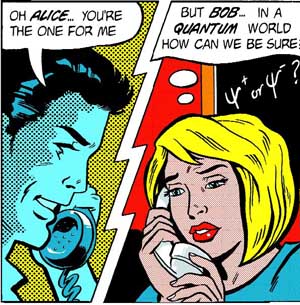 OH ALICE... YOU'RE
THE ONE FOR ME
BUT BOB... IN A
QUANTUM WORLD
HOW CAN WE BE SURE?
Ψ⁺ or Ψ⁻ ?